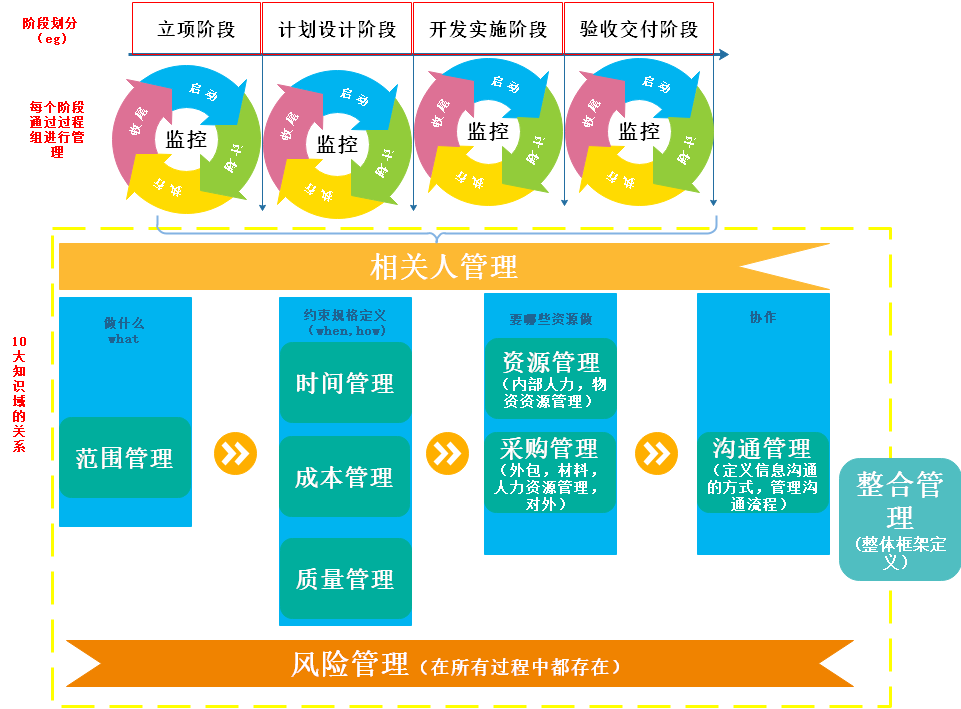 阶段划分
（eg）
立项阶段
计划设计阶段
开发实施阶段
验收交付阶段
每个阶段
通过过程
组进行管
理
启动
计划
执行
收尾
监控
启动
计划
执行
收尾
监控
启动
计划
执行
收尾
监控
启动
计划
执行
收尾
监控
相关人管理
10
大
知
识
域
的
关
系
做什么
what
范围管理
约束规格定义
（when,how）
时间管理
成本管理
质量管理
要哪些资源做
资源管理
（内部人力，物
资资源管理）
采购管理
（外包，材料，
人力资源管理，
对外）
协作
沟通管理
（定义信息沟通
的方式，管理沟
通流程）
整合管
理
（整体框架定
义）
风险管理（在所有过程中都存在）